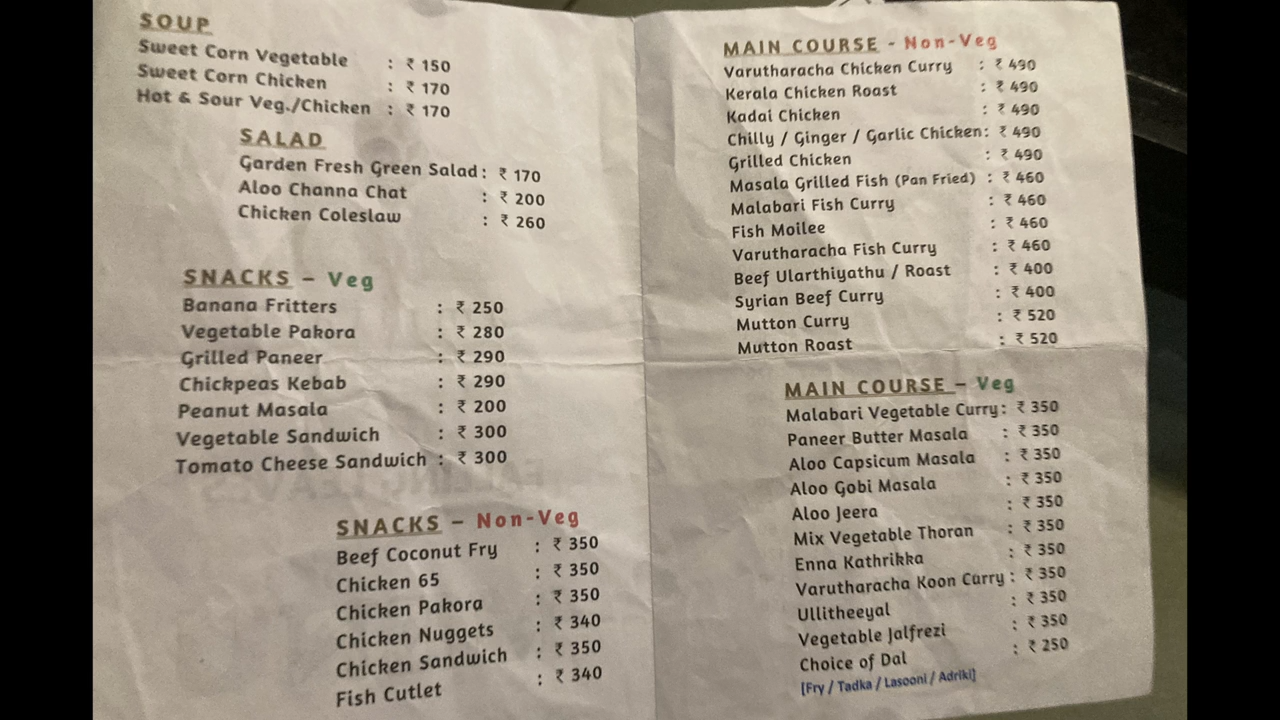 SOUP
Sweet Corn Vegetable : ₹ 150
Sweet Corn Chicken : ₹ 170
Hot & Sour Veg./Chicken : ₹ 170
SALAD
Garden Fresh Green Salad : ₹ 170
Aloo Channa Chat : ₹ 200
Chicken Coleslaw : ₹ 260
SNACKS – Veg
Banana Fritters : ₹ 250
Vegetable Pakora : ₹ 280
Grilled Paneer : ₹ 290
Chickpeas Kebab : ₹ 290
Peanut Masala : ₹ 200
Vegetable Sandwich : ₹ 300
Tomato Cheese Sandwich : ₹ 300
SNACKS – Non-Veg
Beef Coconut Fry : ₹ 350
Chicken 65 : ₹ 350
Chicken Pakora : ₹ 350
Chicken Nuggets : ₹ 340
Chicken Sandwich : ₹ 350
Fish Cutlet : ₹ 340
MAIN COURSE - Non-Veg
Varutharacha Chicken Curry : ₹ 490
Kerala Chicken Roast : ₹ 490
Kadai Chicken : ₹ 490
Chilly / Ginger / Garlic Chicken : ₹ 490
Grilled Chicken : ₹ 490
Masala Grilled Fish (Pan Fried) : ₹ 460
Malabari Fish Curry : ₹ 460
Fish Moilee : ₹ 460
Varutharacha Fish Curry : ₹ 460
Beef Ularthiyathu / Roast : ₹ 400
Syrian Beef Curry : ₹ 400
Mutton Curry : ₹ 520
Mutton Roast : ₹ 520
MAIN COURSE – Veg
Malabari Vegetable Curry : ₹ 350
Paneer Butter Masala : ₹ 350
Aloo Capsicum Masala : ₹ 350
Aloo Gobi Masala : ₹ 350
Aloo Jeera : ₹ 350
Mix Vegetable Thoran : ₹ 350
Enna Kathrikka : ₹ 350
Varutharacha Koon Curry : ₹ 350
Ullitheeyal : ₹ 350
Vegetable Jalfrezi : ₹ 350
Choice of Dal : ₹ 250
[Fry / Tadka / Lasooni / Adriki]